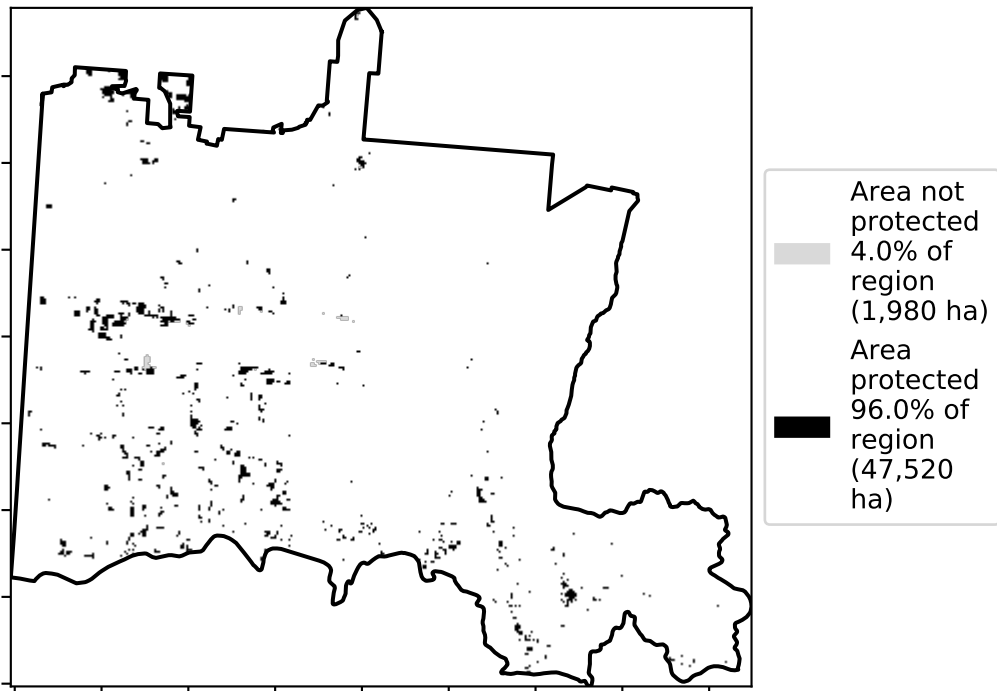 Area not
protected
4.0% of
region
(1,980 ha)
Area
protected
96.0% of
region
(47,520
ha)